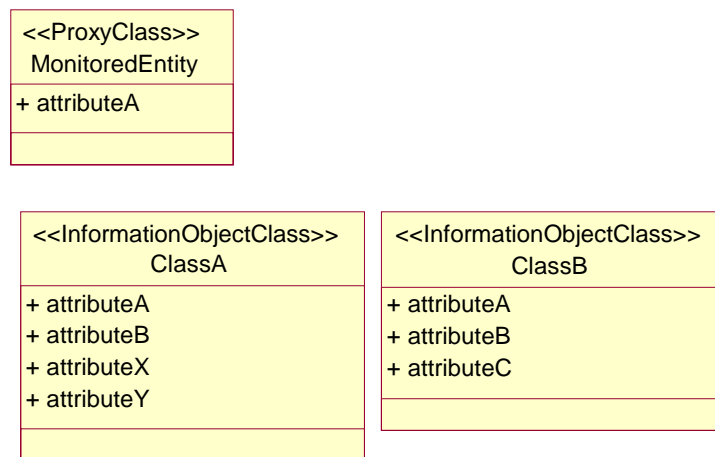 <<ProxyClass>>
MonitoredEntity
+ attributeA
<<InformationObjectClass>>
ClassA
+ attributeA
+ attributeB
+ attributeX
+ attributeY
<<InformationObjectClass>>
ClassB
+ attributeA
+ attributeB
+ attributeC